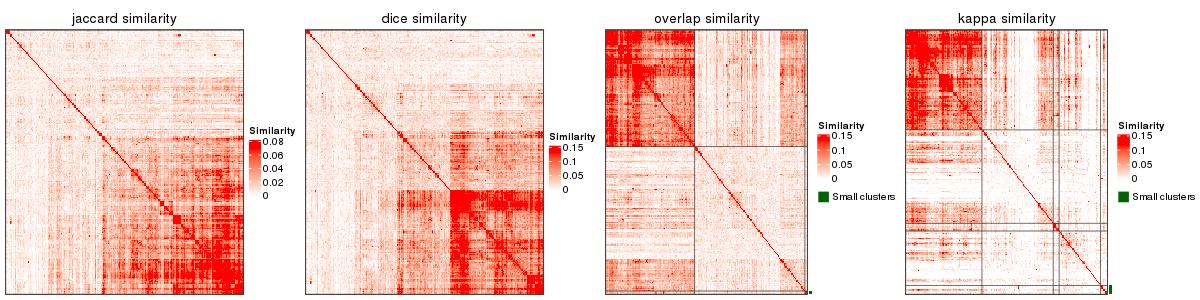 jaccard similarity
Similarity
0.08
0.06
0.04
0.02
0
dice similarity
Similarity
0.15
0.1
0.05
0
overlap similarity
Similarity
0.15
0.1
0.05
0
Small clusters
kappa similarity
Similarity
0.15
0.1
0.05
0
Small clusters